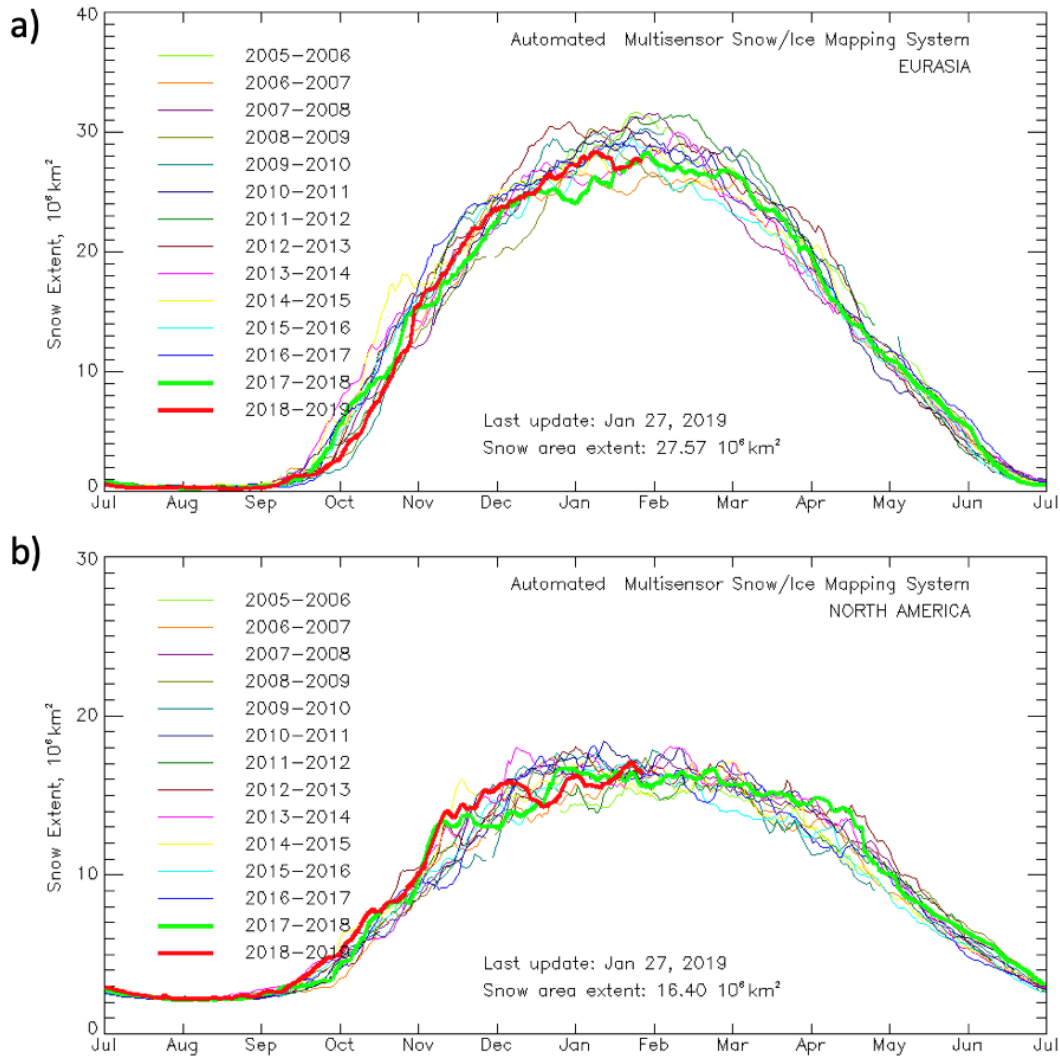 a)
40
30
20
10
0
Snow Extent, 10⁶km²
Automated Multisensor Snow/Ice Mapping System
EURASIA
2005-2006
2006-2007
2007-2008
2008-2009
2009-2010
2010-2011
2011-2012
2012-2013
2013-2014
2014-2015
2015-2016
2016-2017
2017-2018
2018-2019
Last update: Jan 27, 2019
Snow area extent: 27.57 10⁶km²
Jul Aug Sep Oct Nov Dec Jan Feb Mar Apr May Jun Jul
b)
30
20
10
0
Snow Extent, 10⁶km²
Automated Multisensor Snow/Ice Mapping System
NORTH AMERICA
2005-2006
2006-2007
2007-2008
2008-2009
2009-2010
2010-2011
2011-2012
2012-2013
2013-2014
2014-2015
2015-2016
2016-2017
2017-2018
2018-2019
Last update: Jan 27, 2019
Snow area extent: 16.40 10⁶km²
Jul Aug Sep Oct Nov Dec Jan Feb Mar Apr May Jun Jul